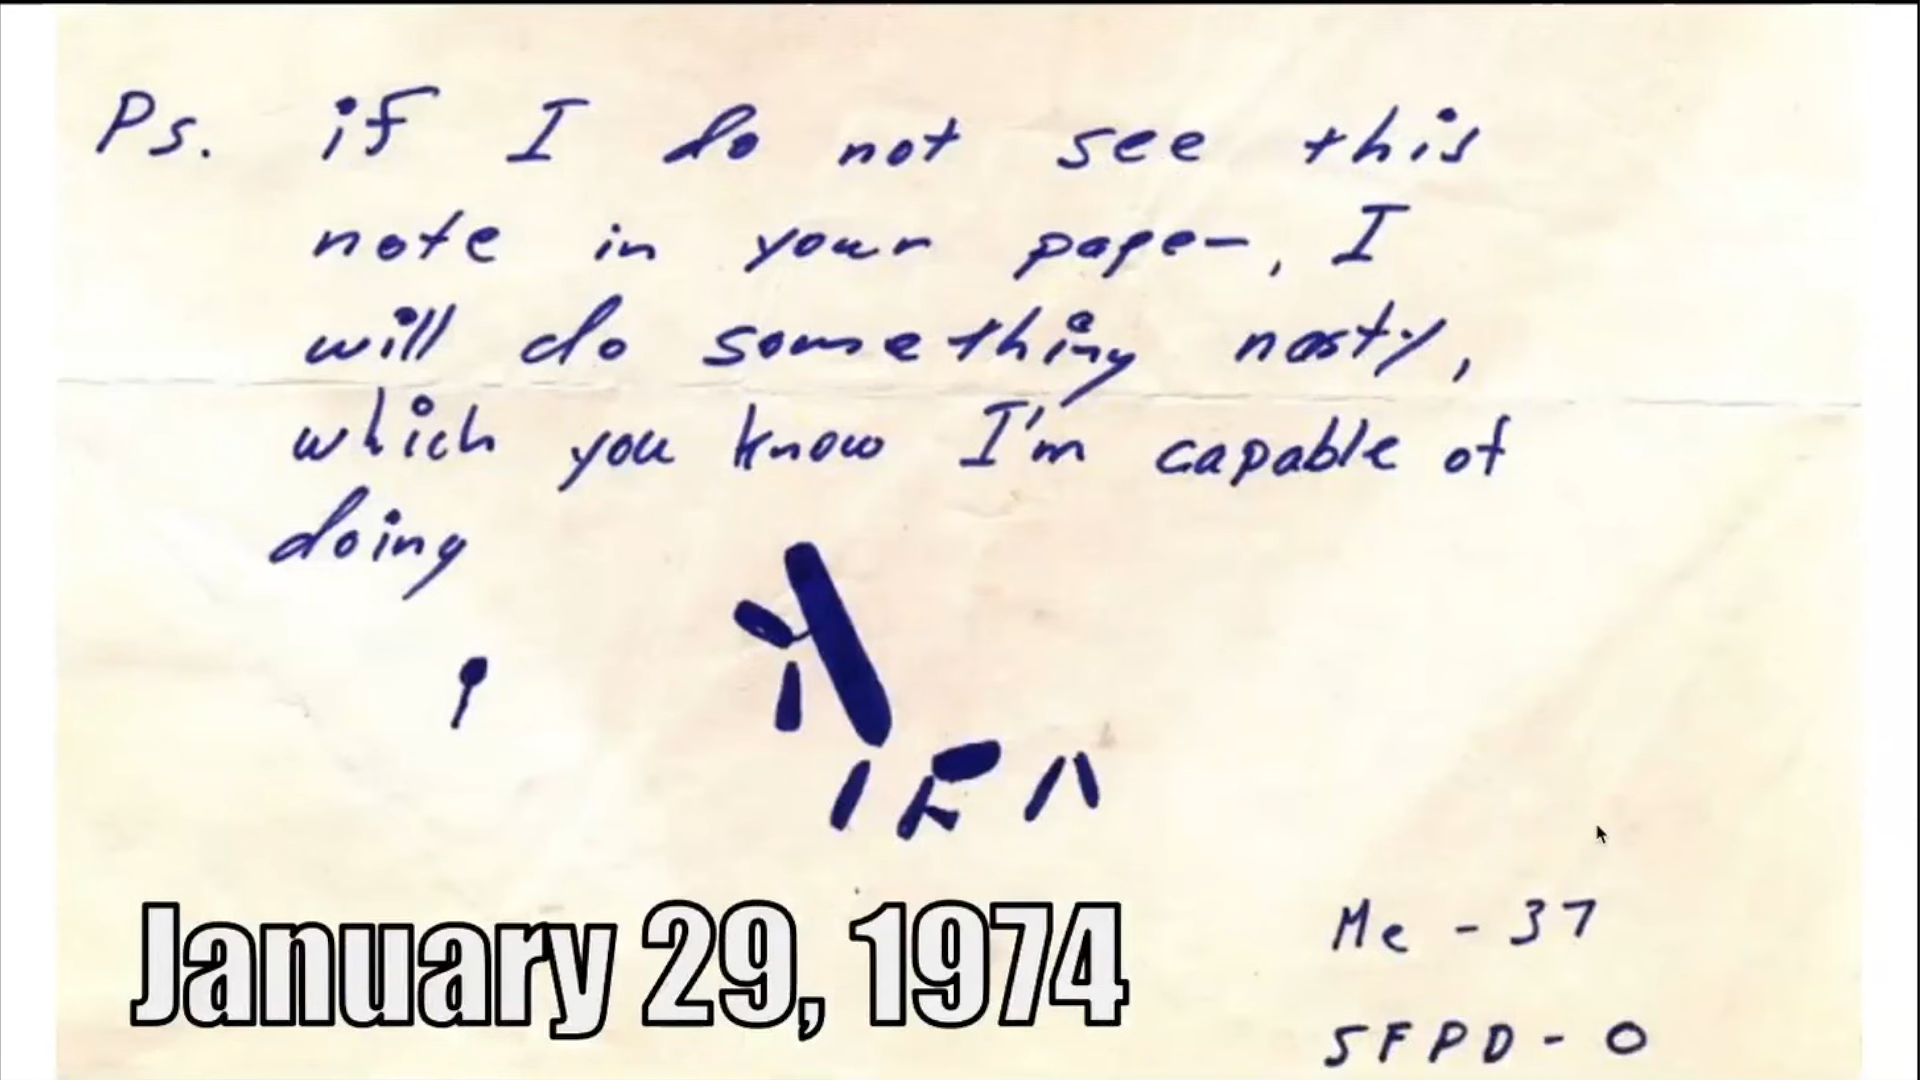 Ps. if I do not see this
note in your paper, I
will do something nasty,
which you know I'm capable of
doing
January 29, 1974
Me - 37
SFPD - 0